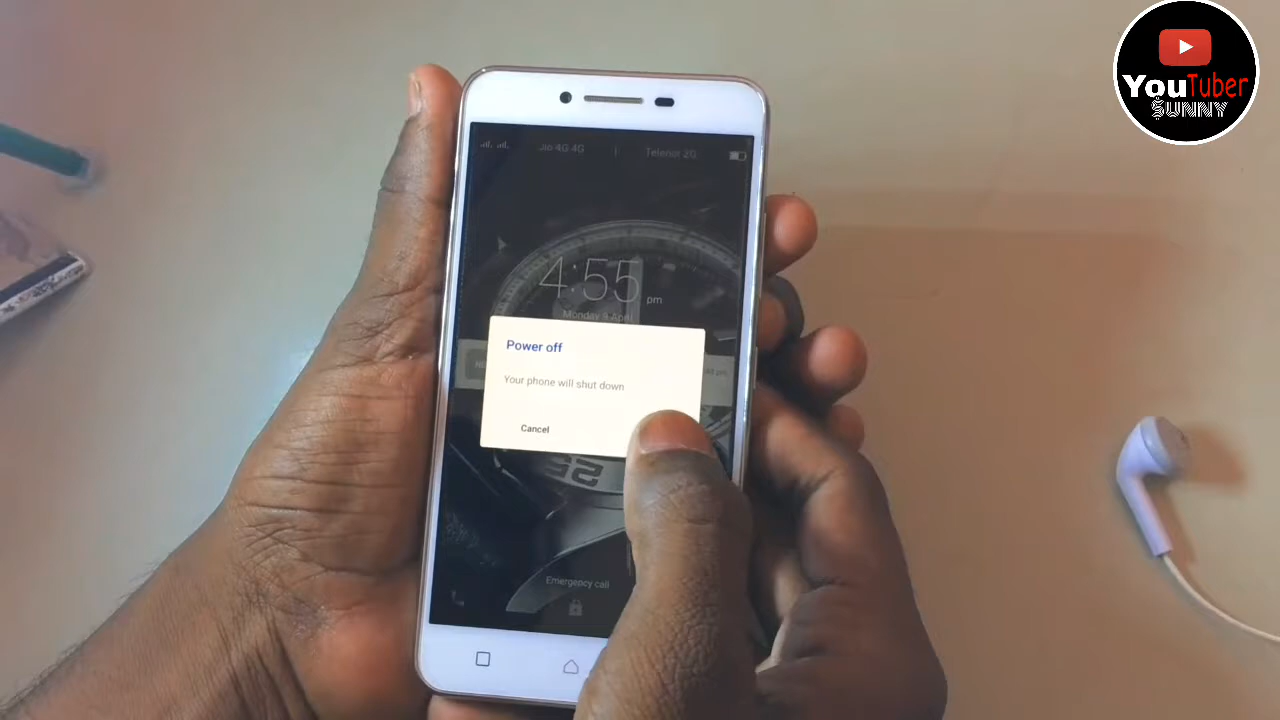 YouTuber
SUNNY
Jio 4G 4G | Telenor 2G
4:55 pm
Monday 9 April
Power off
Your phone will shut down
Cancel
Emergency call